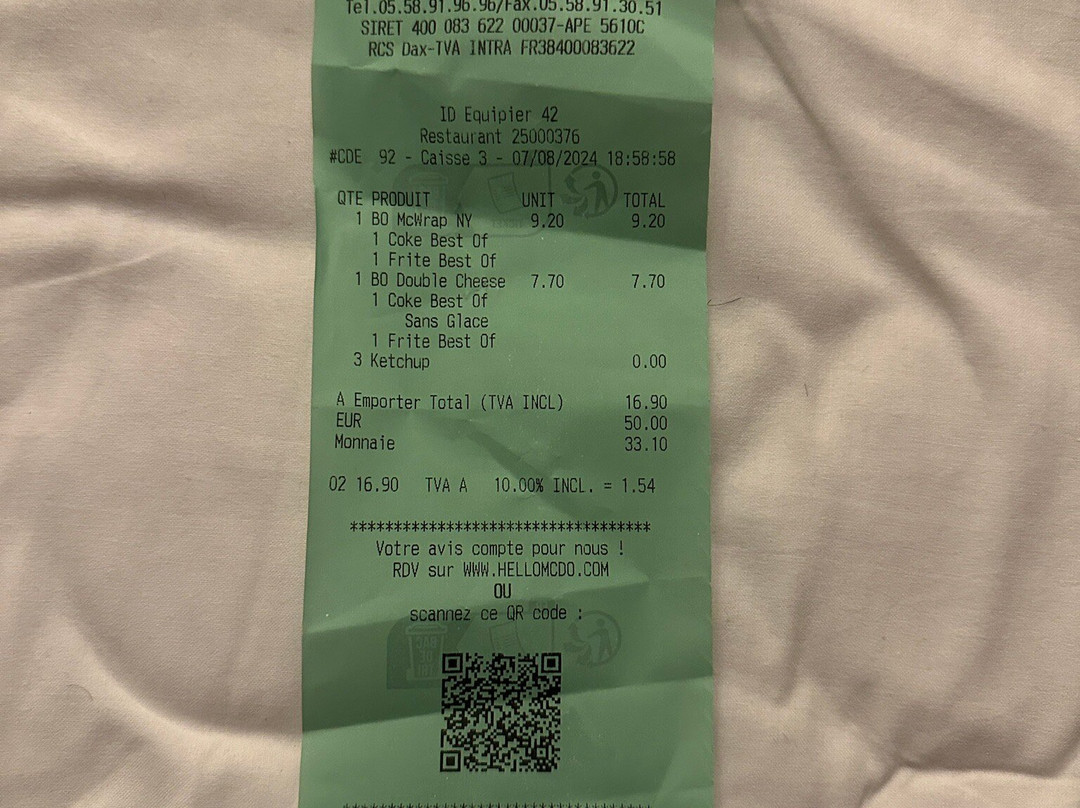 Tel.05.58.91.96.96/Fax.05.58.91.30.51
SIRET 400 083 622 00037-APE 5610C
RCS Dax-TVA INTRA FR38400083622
ID Equipier 42
Restaurant 25000376
#CDE 92 - Caisse 3 - 07/08/2024 18:58:58
QTE PRODUIT UNIT TOTAL
1 BO McWrap NY 9.20 9.20
1 Coke Best Of
1 Frite Best Of
1 BO Double Cheese 7.70 7.70
1 Coke Best Of
Sans Glace
1 Frite Best Of
3 Ketchup 0.00
A Emporter Total (TVA INCL) 16.90
EUR 50.00
Monnaie 33.10
02 16.90 TVA A 10.00% INCL. = 1.54
***********************************
Votre avis compte pour nous !
RDV sur WWW.HELLOMCDO.COM
OU
scannez ce QR code :